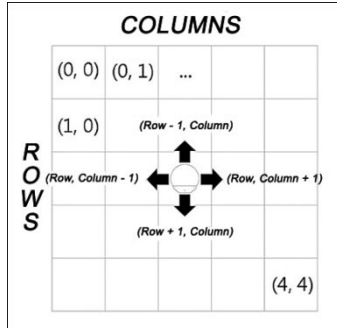 COLUMNS
(0, 0) (0, 1) ...
(1, 0) (Row - 1, Column)
ROWS
(Row, Column - 1) (Row, Column + 1)
(Row + 1, Column)
(4, 4)